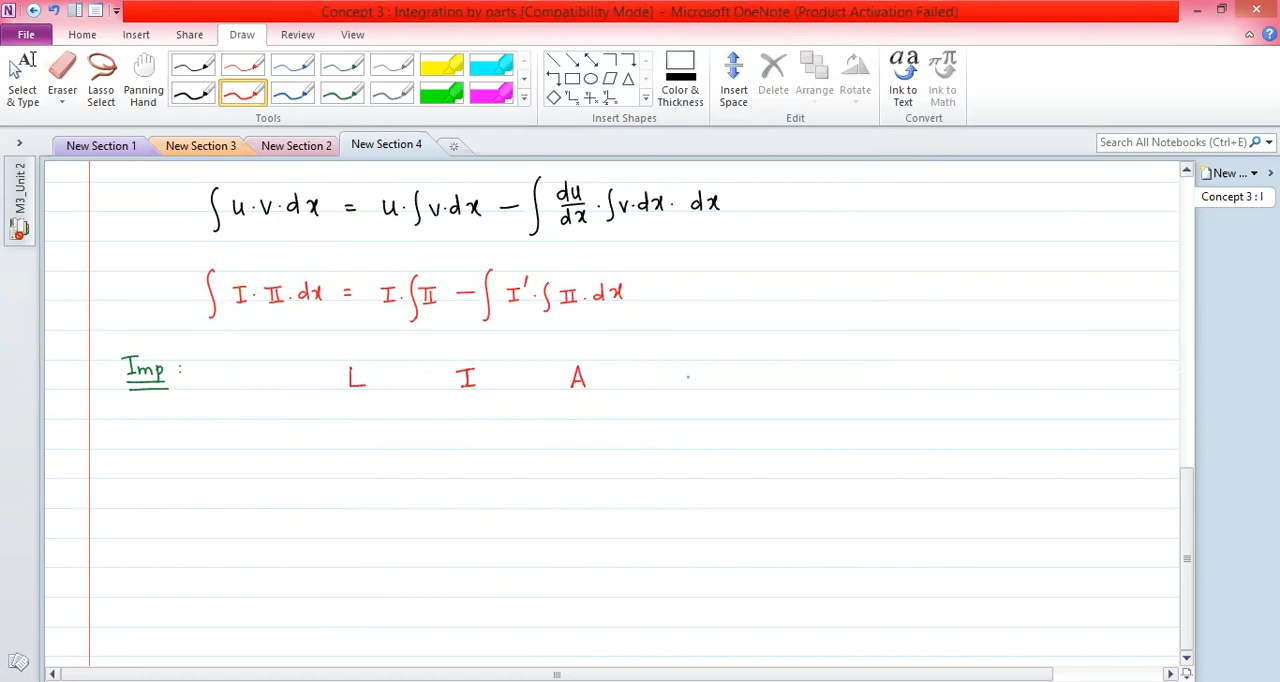 Concept 3 : Integration by parts [Compatibility Mode] - Microsoft OneNote (Product Activation Failed)
File Home Insert Share Draw Review View
Select & Type Eraser Lasso Select Panning Hand Color & Thickness Insert Space Delete Arrange Rotate Ink to Text Ink to Math
Tools Insert Shapes Edit Convert
New Section 1 New Section 3 New Section 2 New Section 4 Search All Notebooks (Ctrl+E)
M3_Unit 2
New ...
Concept 3 : I
∫ u·v·dx = u·∫v·dx − ∫ du/dx · ∫v·dx · dx
∫ I · II · dx = I·∫II − ∫ I' · ∫ II · dx
Imp : L I A